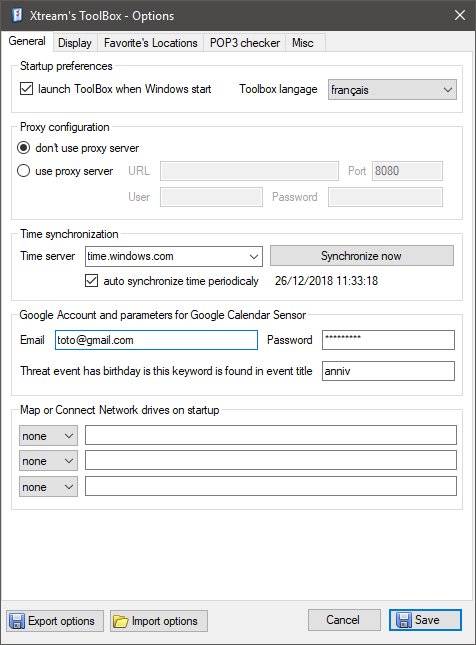 Xtream's ToolBox - Options
General Display Favorite's Locations POP3 checker Misc
Startup preferences
launch ToolBox when Windows start Toolbox langage français
Proxy configuration
don't use proxy server
use proxy server URL Port 8080
User Password
Time synchronization
Time server time.windows.com Synchronize now
auto synchronize time periodicaly 26/12/2018 11:33:18
Google Account and parameters for Google Calendar Sensor
Email toto@gmail.com Password *********
Threat event has birthday is this keyword is found in event title anniv
Map or Connect Network drives on startup
none
none
none
Export options Import options Cancel Save